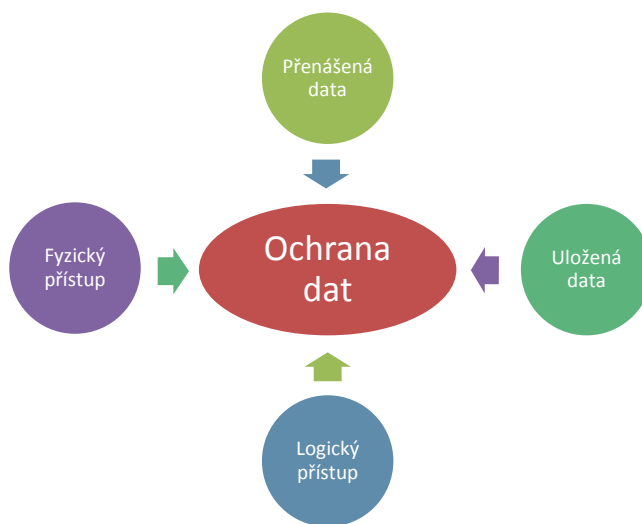 Přenášená
data
Fyzický
přístup
Ochrana
dat
Uložená
data
Logický
přístup